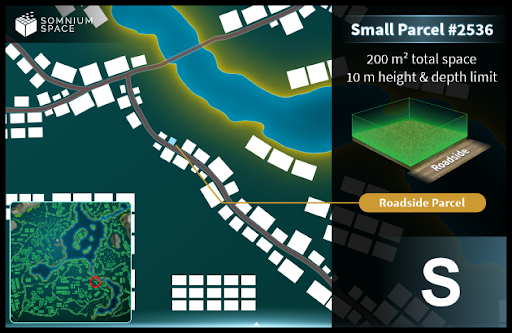 SOMNIUM
SPACE
Small Parcel #2536
200 m² total space
10 m height & depth limit
Roadside
Roadside Parcel
S